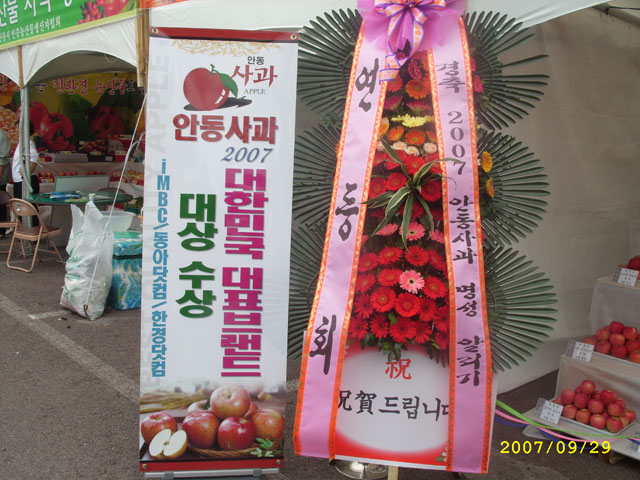 안동
사과
APPLE
안동사과
2007
대한민국 대표브랜드
대상 수상
iMBC/동아닷컴/한경닷컴
연동회
경축 2007 안동사과 명성 알리기
祝
祝賀드립니다
2007/09/29